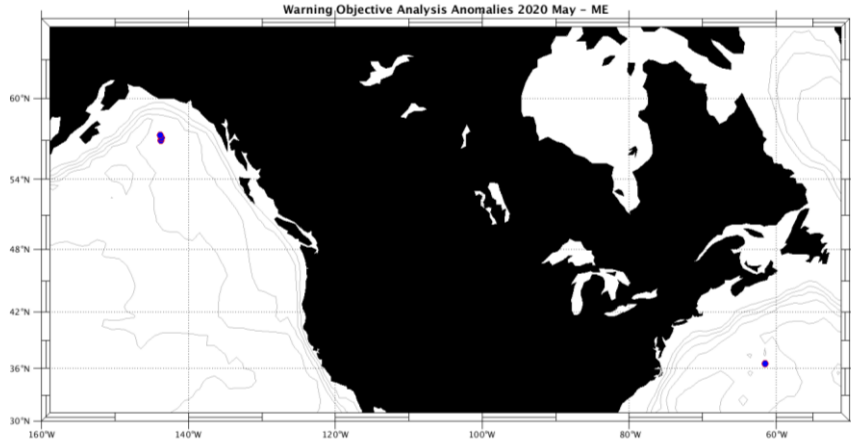 Warning Objective Analysis Anomalies 2020 May – ME
60°N
54°N
48°N
42°N
36°N
30°N
160°W 140°W 120°W 100°W 80°W 60°W